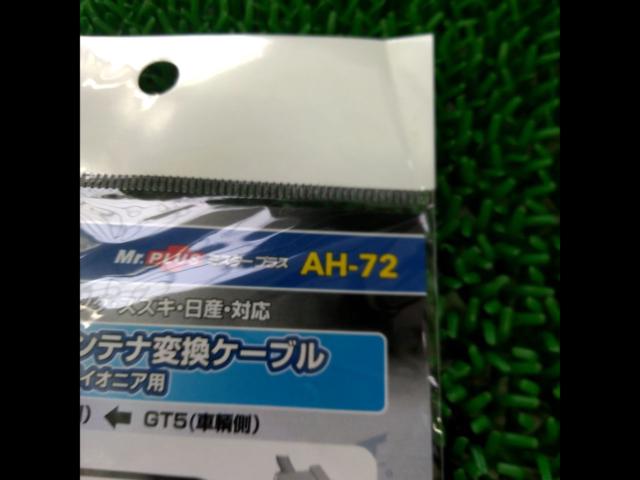 Mr.PLUS ミスタープラス AH-72
スズキ・日産・対応
ンテナ変換ケーブル
イオニア用
) ← GT5(車輌側)